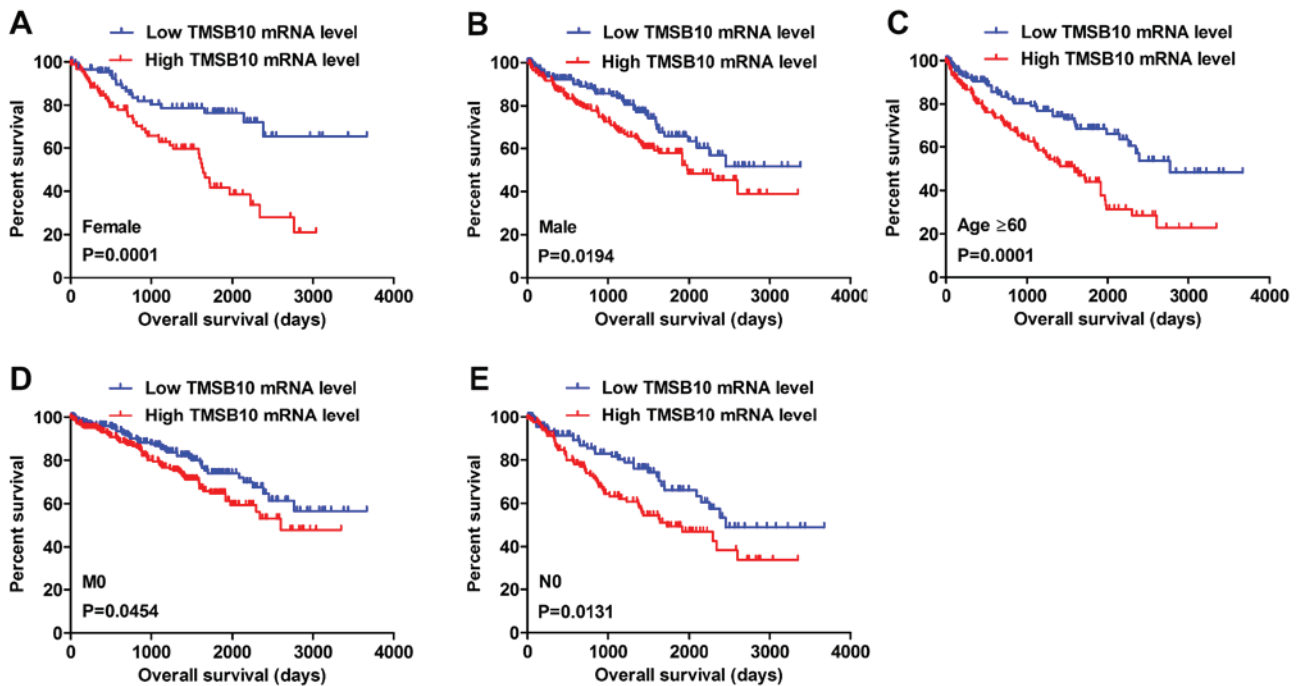 A
Low TMSB10 mRNA level
High TMSB10 mRNA level
Percent survival
100
80
60
40
20
0
Female
P=0.0001
0 1000 2000 3000 4000
Overall survival (days)
B
Low TMSB10 mRNA level
High TMSB10 mRNA level
Percent survival
100
80
60
40
20
0
Male
P=0.0194
0 1000 2000 3000 4000
Overall survival (days)
C
Low TMSB10 mRNA level
High TMSB10 mRNA level
Percent survival
100
80
60
40
20
0
Age ≥60
P=0.0001
0 1000 2000 3000 4000
Overall survival (days)
D
Low TMSB10 mRNA level
High TMSB10 mRNA level
Percent survival
100
80
60
40
20
0
M0
P=0.0454
0 1000 2000 3000 4000
Overall survival (days)
E
Low TMSB10 mRNA level
High TMSB10 mRNA level
Percent survival
100
80
60
40
20
0
N0
P=0.0131
0 1000 2000 3000 4000
Overall survival (days)